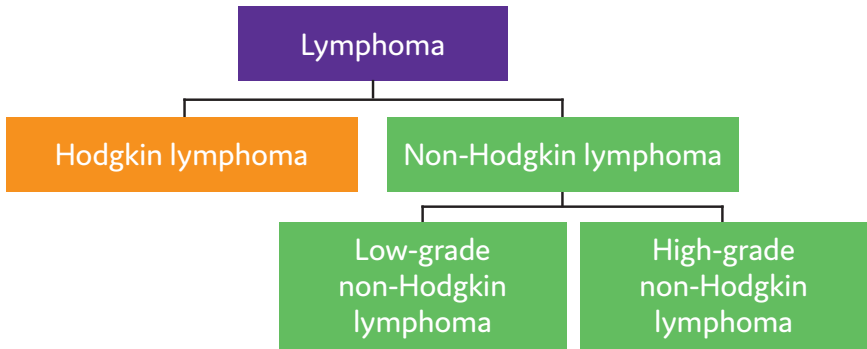 Lymphoma
Hodgkin lymphoma
Non-Hodgkin lymphoma
Low-grade
non-Hodgkin
lymphoma
High-grade
non-Hodgkin
lymphoma